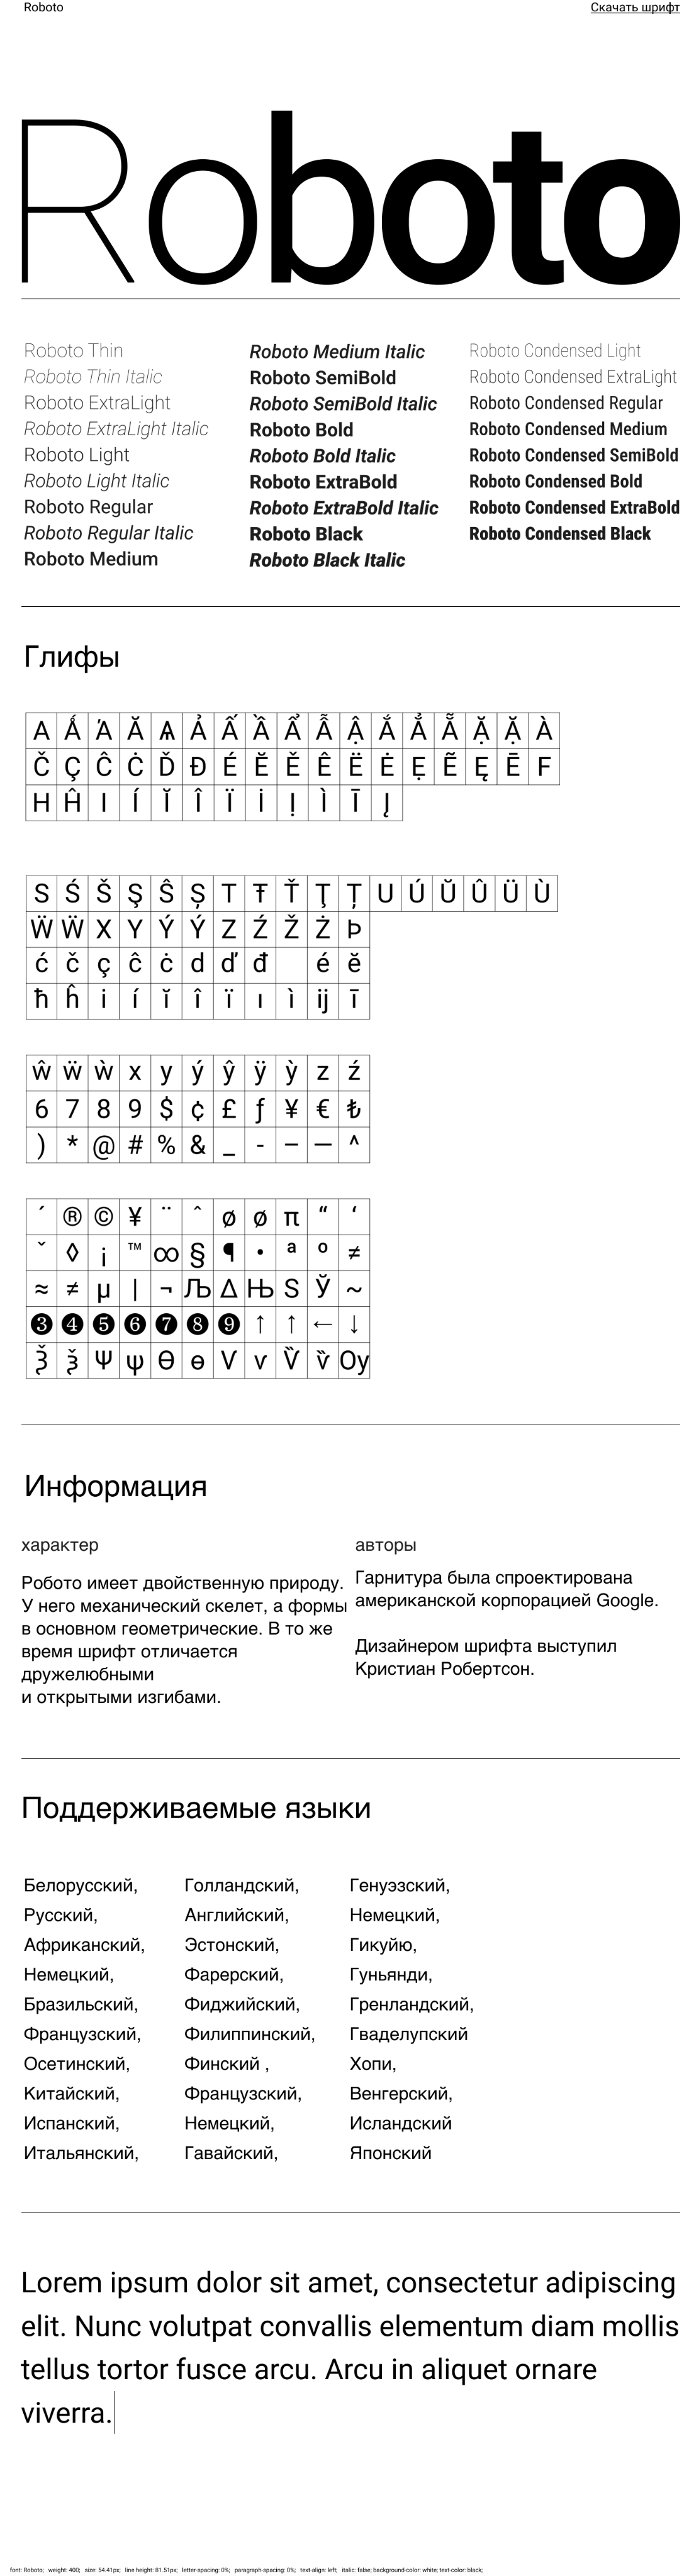 Roboto
Скачать шрифт
Roboto
Roboto Thin
Roboto Thin Italic
Roboto ExtraLight
Roboto ExtraLight Italic
Roboto Light
Roboto Light Italic
Roboto Regular
Roboto Regular Italic
Roboto Medium
Roboto Medium Italic
Roboto SemiBold
Roboto SemiBold Italic
Roboto Bold
Roboto Bold Italic
Roboto ExtraBold
Roboto ExtraBold Italic
Roboto Black
Roboto Black Italic
Roboto Condensed Light
Roboto Condensed ExtraLight
Roboto Condensed Regular
Roboto Condensed Medium
Roboto Condensed SemiBold
Roboto Condensed Bold
Roboto Condensed ExtraBold
Roboto Condensed Black
Глифы
A Ǻ Ά Ă Ѧ Ả Ấ Ầ Ẩ Ẫ Ậ Ắ Ẳ Ẵ Ặ Ặ À
Č Ç Ĉ Ċ Ď Đ É Ĕ Ě Ê Ë Ė Ẹ Ẽ Ę Ē F
H Ĥ I Í Ĭ Î Ï İ Ị Ì Ī Į
S Ś Š Ş Ŝ Ș T Ŧ Ť Ţ Ț U Ú Ŭ Û Ü Ù
Ẅ Ẅ X Y Ý Ý Z Ź Ž Ż Þ
ć č ç ĉ ċ d ď đ é ĕ
ħ ĥ i í ĭ î ï ı ì ij ī
ŵ ẅ ẁ x y ý ŷ ÿ ỳ z ź
6 7 8 9 $ ¢ £ ƒ ¥ € ₺
) * @ # % & _ - – — ^
´ ® © ¥ ¨ ˆ ø ø π “ ‘
ˇ ◊ ¡ ™ ∞ § ¶ • ª º ≠
≈ ≠ µ | ¬ Љ ∆ Њ Ѕ Ў ~
❸ ❹ ❺ ❻ ❼ ❽ ❾ ↑ ↑ ← ↓
Ѯ ѯ Ѱ ѱ Ѳ ѳ Ѵ ѵ Ѷ ѷ Ѹ
Информация
характер
Робото имеет двойственную природу.
У него механический скелет, а формы
в основном геометрические. В то же
время шрифт отличается
дружелюбными
и открытыми изгибами.
авторы
Гарнитура была спроектирована
американской корпорацией Google.
Дизайнером шрифта выступил
Кристиан Робертсон.
Поддерживаемые языки
Белорусский,
Русский,
Африканский,
Немецкий,
Бразильский,
Французский,
Осетинский,
Китайский,
Испанский,
Итальянский,
Голландский,
Английский,
Эстонский,
Фарерский,
Фиджийский,
Филиппинский,
Финский ,
Французский,
Немецкий,
Гавайский,
Генуэзский,
Немецкий,
Гикуйю,
Гуньянди,
Гренландский,
Гваделупский
Хопи,
Венгерский,
Исландский
Японский
Lorem ipsum dolor sit amet, consectetur adipiscing
elit. Nunc volutpat convallis elementum diam mollis
tellus tortor fusce arcu. Arcu in aliquet ornare
viverra.
font: Roboto; weight: 400; size: 54.41px; line height: 81.51px; letter-spacing: 0%; paragraph-spacing: 0%; text-align: left; italic: false; background-color: white; text-color: black;